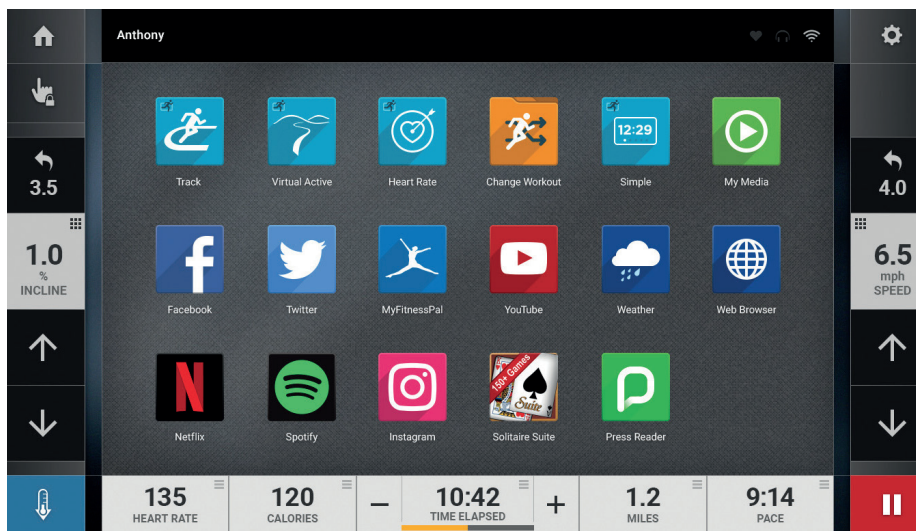 Anthony
3.5
4.0
12:29
Track
Virtual Active
Heart Rate
Change Workout
Simple
My Media
1.0
%
INCLINE
6.5
mph
SPEED
Facebook
Twitter
MyFitnessPal
YouTube
Weather
Web Browser
150+ Games
Suite
Netflix
Spotify
Instagram
Solitaire Suite
Press Reader
135
HEART RATE
120
CALORIES
10:42
TIME ELAPSED
1.2
MILES
9:14
PACE